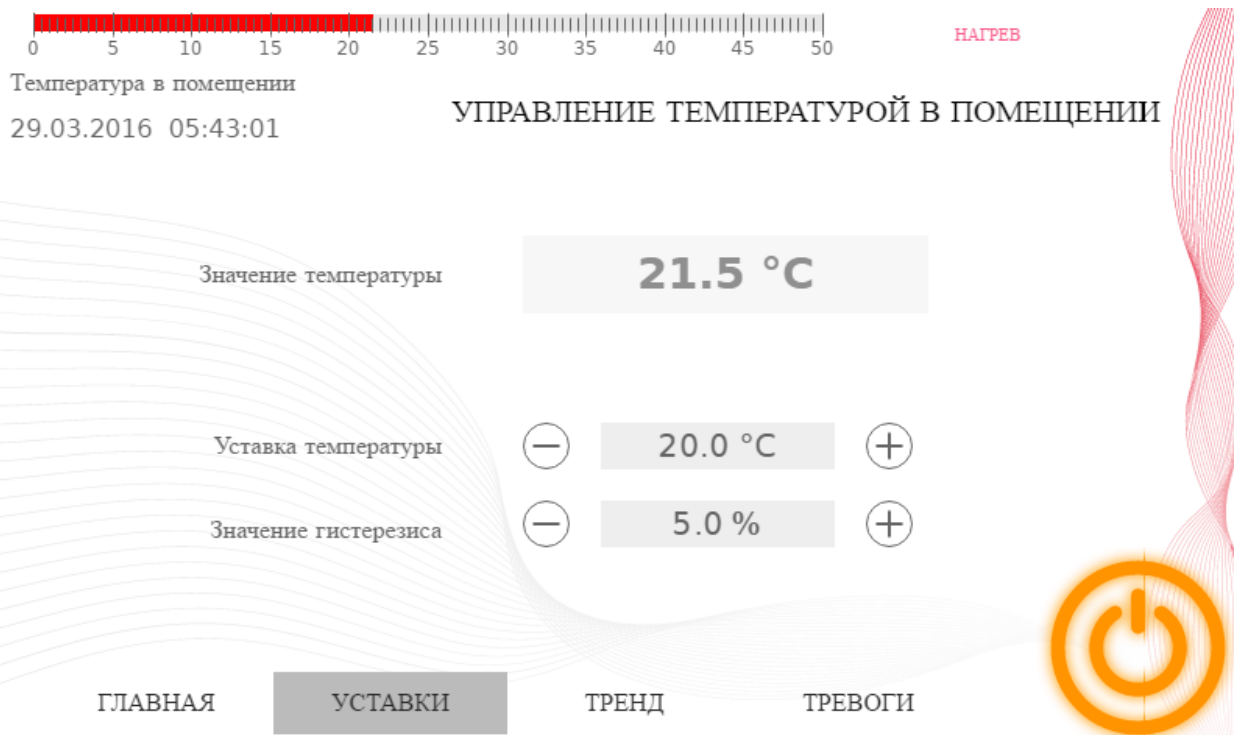 0 5 10 15 20 25 30 35 40 45 50
НАГРЕВ
Температура в помещении
УПРАВЛЕНИЕ ТЕМПЕРАТУРОЙ В ПОМЕЩЕНИИ
29.03.2016 05:43:01
Значение температуры 21.5 °C
Уставка температуры 20.0 °C
Значение гистерезиса 5.0 %
ГЛАВНАЯ УСТАВКИ ТРЕНД ТРЕВОГИ